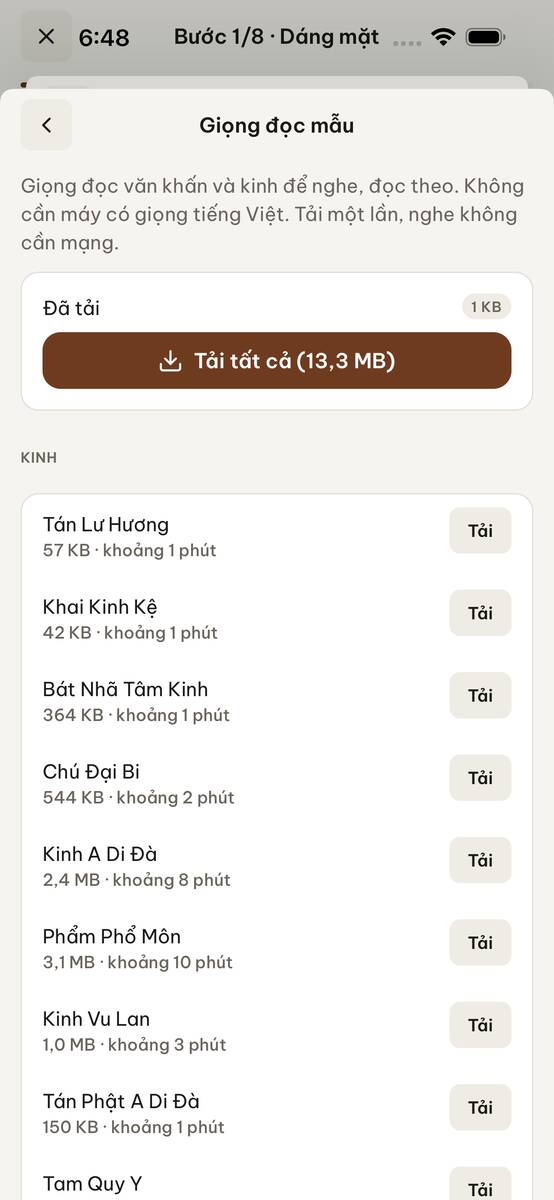 6:48
Bước 1/8 · Dáng mặt
Giọng đọc mẫu
Giọng đọc văn khấn và kinh để nghe, đọc theo. Không
cần máy có giọng tiếng Việt. Tải một lần, nghe không
cần mạng.
Đã tải
1 KB
Tải tất cả (13,3 MB)
KINH
Tán Lư Hương
57 KB · khoảng 1 phút
Tải
Khai Kinh Kệ
42 KB · khoảng 1 phút
Tải
Bát Nhã Tâm Kinh
364 KB · khoảng 1 phút
Tải
Chú Đại Bi
544 KB · khoảng 2 phút
Tải
Kinh A Di Đà
2,4 MB · khoảng 8 phút
Tải
Phẩm Phổ Môn
3,1 MB · khoảng 10 phút
Tải
Kinh Vu Lan
1,0 MB · khoảng 3 phút
Tải
Tán Phật A Di Đà
150 KB · khoảng 1 phút
Tải
Tam Quy Y
Tải